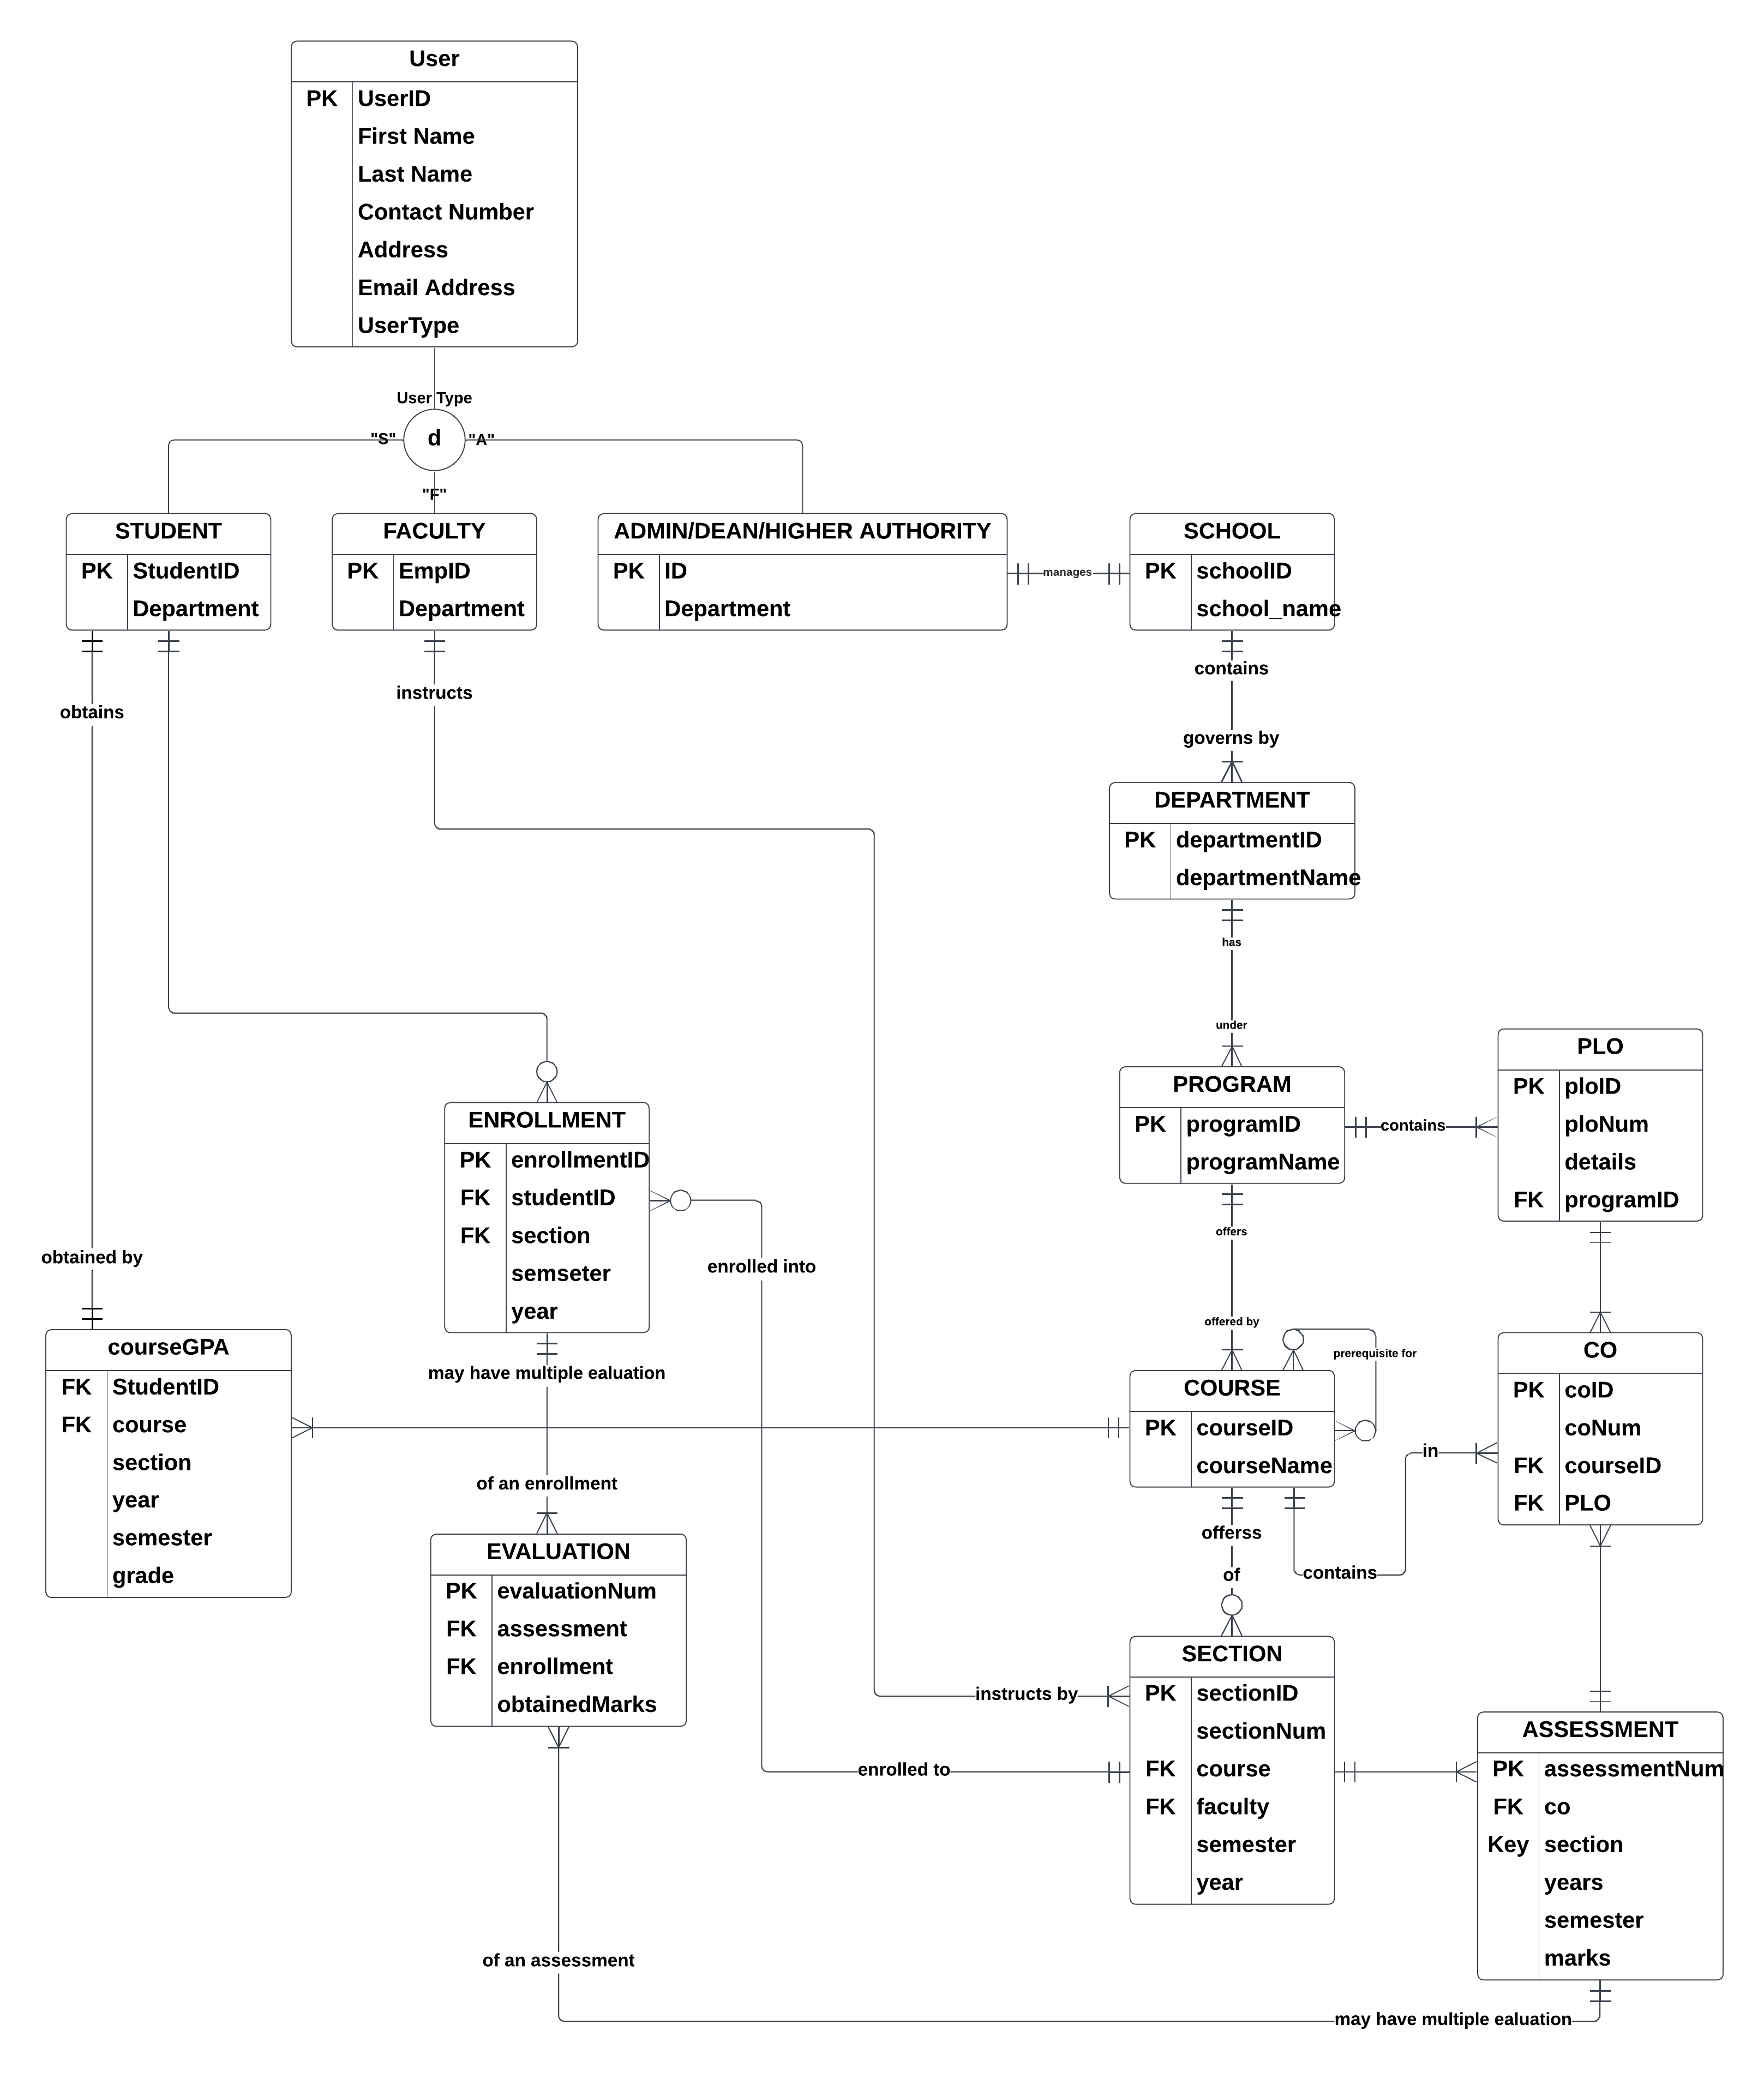 User
PK UserID
First Name
Last Name
Contact Number
Address
Email Address
UserType
User Type
"S"
d
"A"
"F"
STUDENT
PK StudentID
Department
FACULTY
PK EmpID
Department
ADMIN/DEAN/HIGHER AUTHORITY
PK ID
Department
manages
SCHOOL
PK schoolID
school_name
obtains
instructs
contains
governs by
DEPARTMENT
PK departmentID
departmentName
has
under
PROGRAM
PK programID
programName
contains
PLO
PK ploID
ploNum
details
FK programID
ENROLLMENT
PK enrollmentID
FK studentID
FK section
semseter
year
enrolled into
offers
offered by
obtained by
courseGPA
FK StudentID
FK course
section
year
semester
grade
may have multiple ealuation
of an enrollment
prerequisite for
COURSE
PK courseID
courseName
CO
PK coID
coNum
FK courseID
FK PLO
in
contains
offerss
of
EVALUATION
PK evaluationNum
FK assessment
FK enrollment
obtainedMarks
instructs by
enrolled to
SECTION
PK sectionID
sectionNum
FK course
FK faculty
semester
year
ASSESSMENT
PK assessmentNum
FK co
Key section
years
semester
marks
of an assessment
may have multiple ealuation